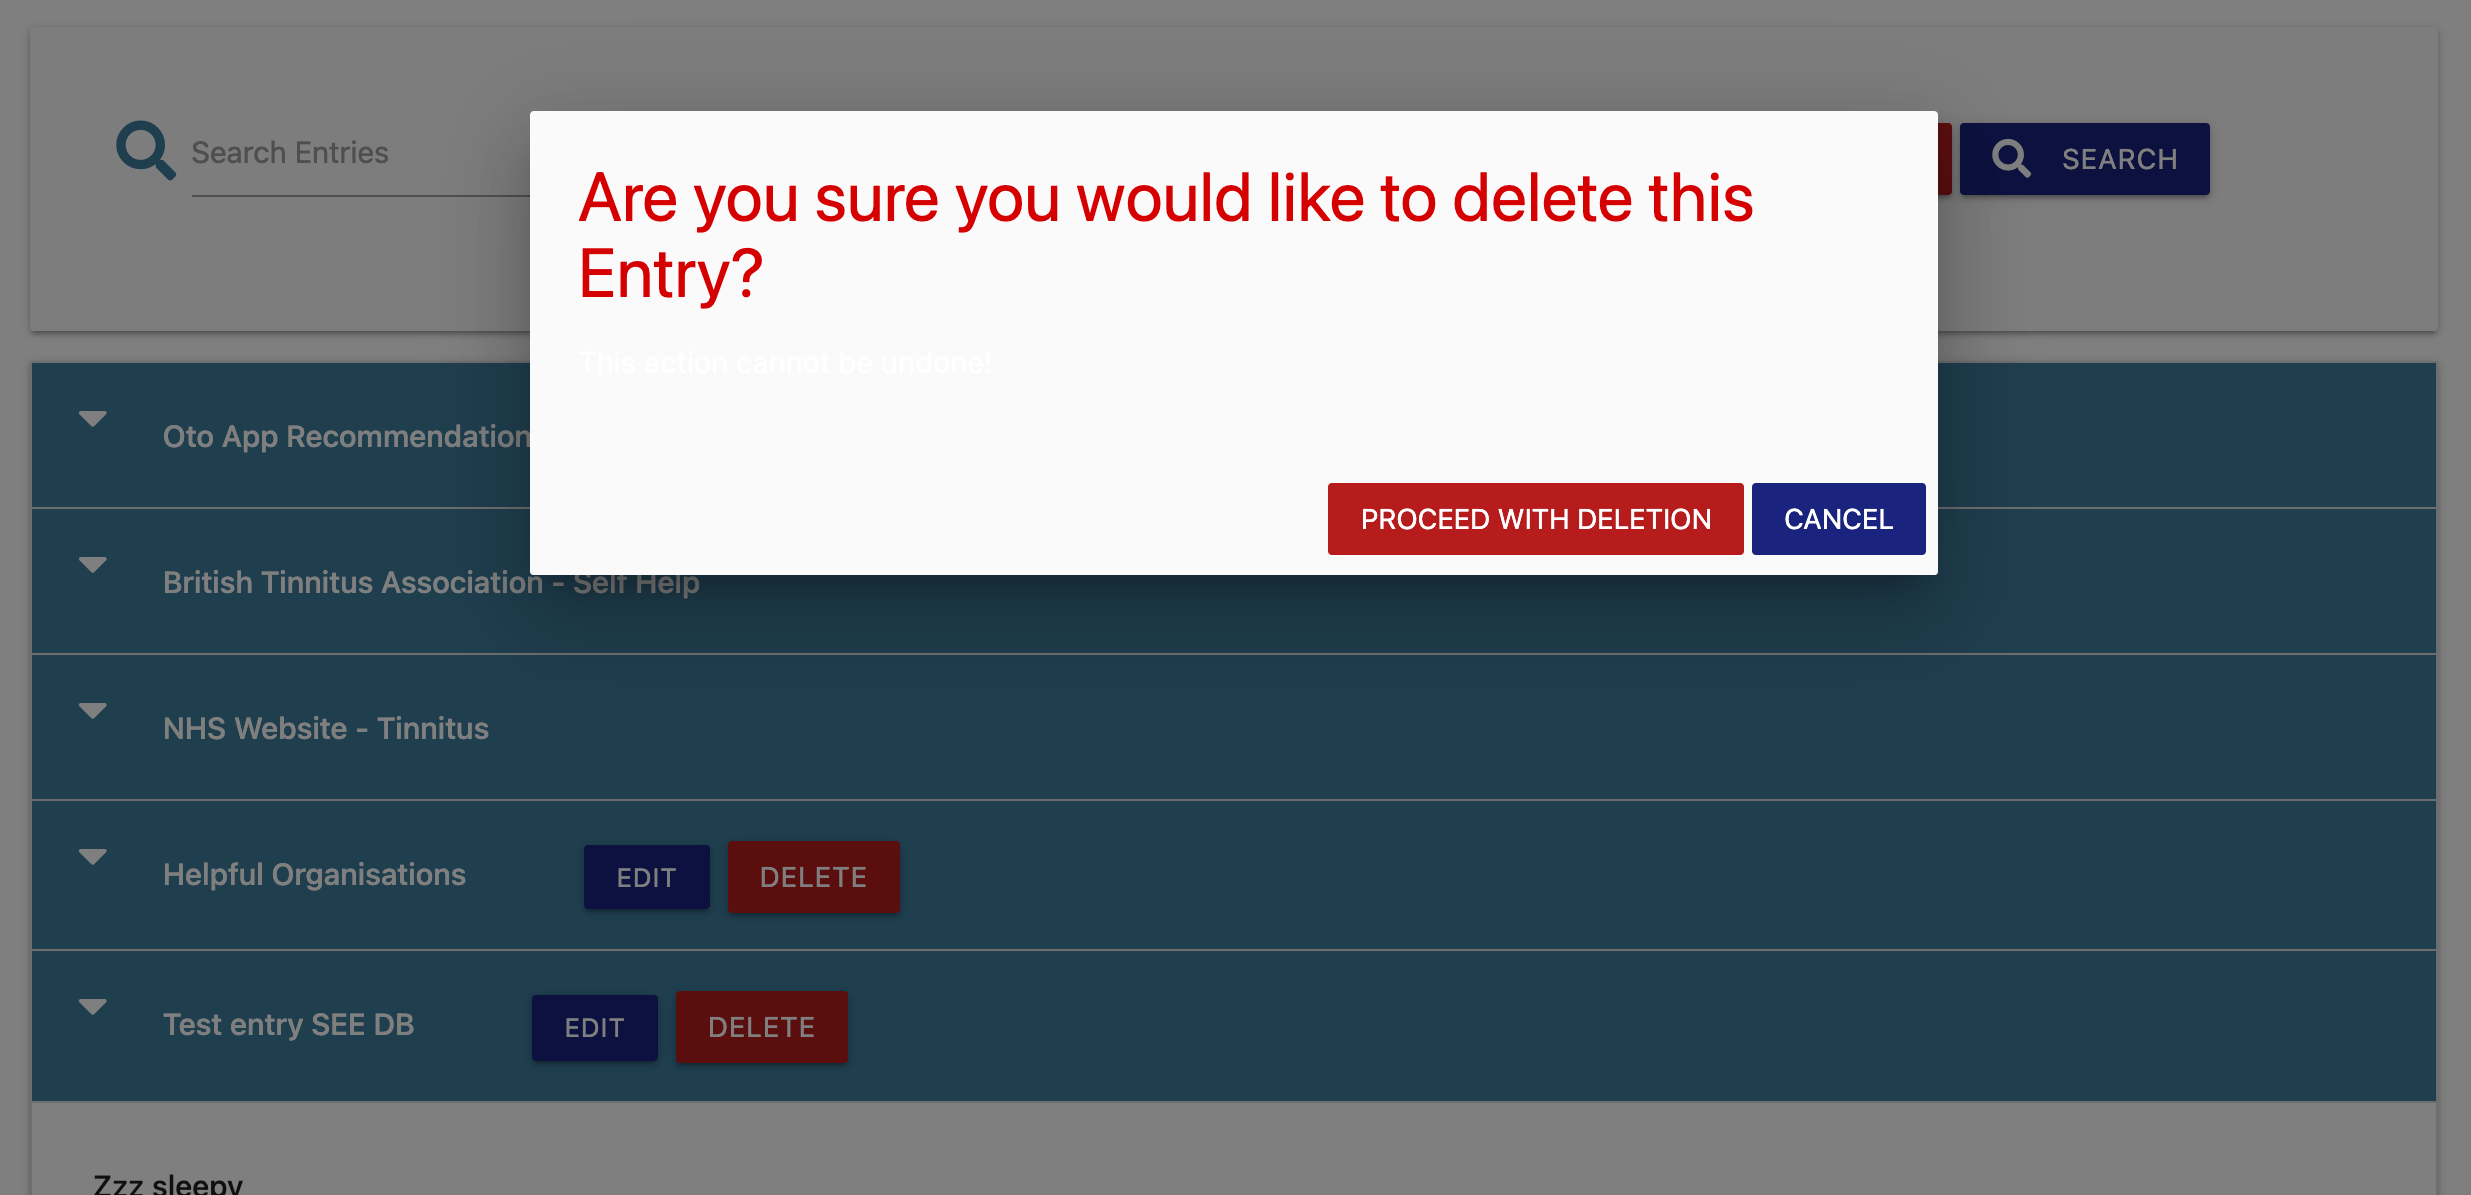 Search Entries
SEARCH
Are you sure you would like to delete this
Entry?
This action cannot be undone!
PROCEED WITH DELETION
CANCEL
Oto App Recommendation
British Tinnitus Association - Self Help
NHS Website - Tinnitus
Helpful Organisations
EDIT
DELETE
Test entry SEE DB
EDIT
DELETE
Zzz sleepy